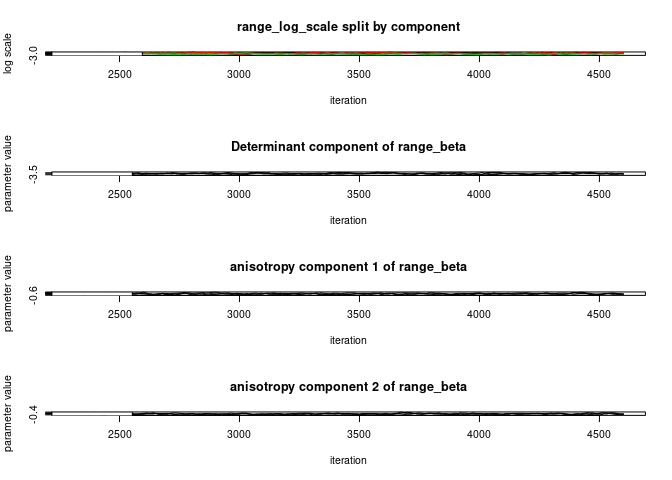 range_log_scale split by component
log scale
-3.0
2500 3000 3500 4000 4500
iteration
Determinant component of range_beta
parameter value
-3.5
2500 3000 3500 4000 4500
iteration
anisotropy component 1 of range_beta
parameter value
-0.6
2500 3000 3500 4000 4500
iteration
anisotropy component 2 of range_beta
parameter value
-0.4
2500 3000 3500 4000 4500
iteration